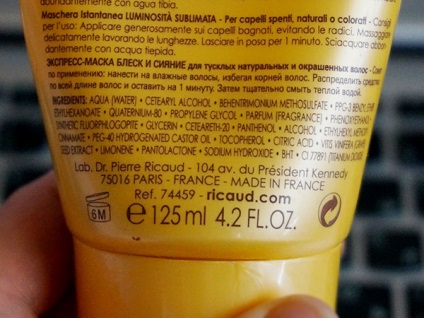 abondantemente con agua tibia.
Maschera Istantanea LUMINOSITÀ SUBLIMATA - Per capelli spenti, naturali o colorati - Consigli
per l'uso: Applicare generosamente sui capelli bagnati, evitando le radici. Massaggiare
delicatamente lavorando le lunghezze. Lasciare in posa per 1 minuto. Sciacquare abbon-
dantemente con acqua tiepida.
ЭКСПРЕСС-МАСКА БЛЕСК И СИЯНИЕ для тусклых натуральных и окрашенных волос - Совет
по применению: нанести на влажные волосы, избегая корней волос. Распределить средство
по всей длине волос и оставить на 1 минуту. Затем тщательно смыть теплой водой.
INGREDIENTS: AQUA (WATER) • CETEARYL ALCOHOL • BEHENTRIMONIUM METHOSULFATE • PPG-3 BENZYL ETHER
ETHYLHEXANOATE • QUATERNIUM-80 • PROPYLENE GLYCOL • PARFUM (FRAGRANCE) • PHENOXYETHANOL
SYNTHETIC FLUORPHLOGOPITE • GLYCERIN • CETEARETH-20 • PANTHENOL • ALCOHOL • ETHYLHEXYL METHOXY
CINNAMATE • PEG-40 HYDROGENATED CASTOR OIL • TOCOPHEROL • CITRIC ACID • VITIS VINIFERA (GRAPE)
SEED EXTRACT • LIMONENE • PANTOLACTONE • SODIUM HYDROXIDE • BHT • CI 77891 (TITANIUM DIOXIDE)
Lab. Dr. Pierre Ricaud - 104 av. du Président Kennedy
75016 PARIS - FRANCE - MADE IN FRANCE
Ref. 74459 - ricaud.com
6M ℮ 125 ml 4.2 FL.OZ.